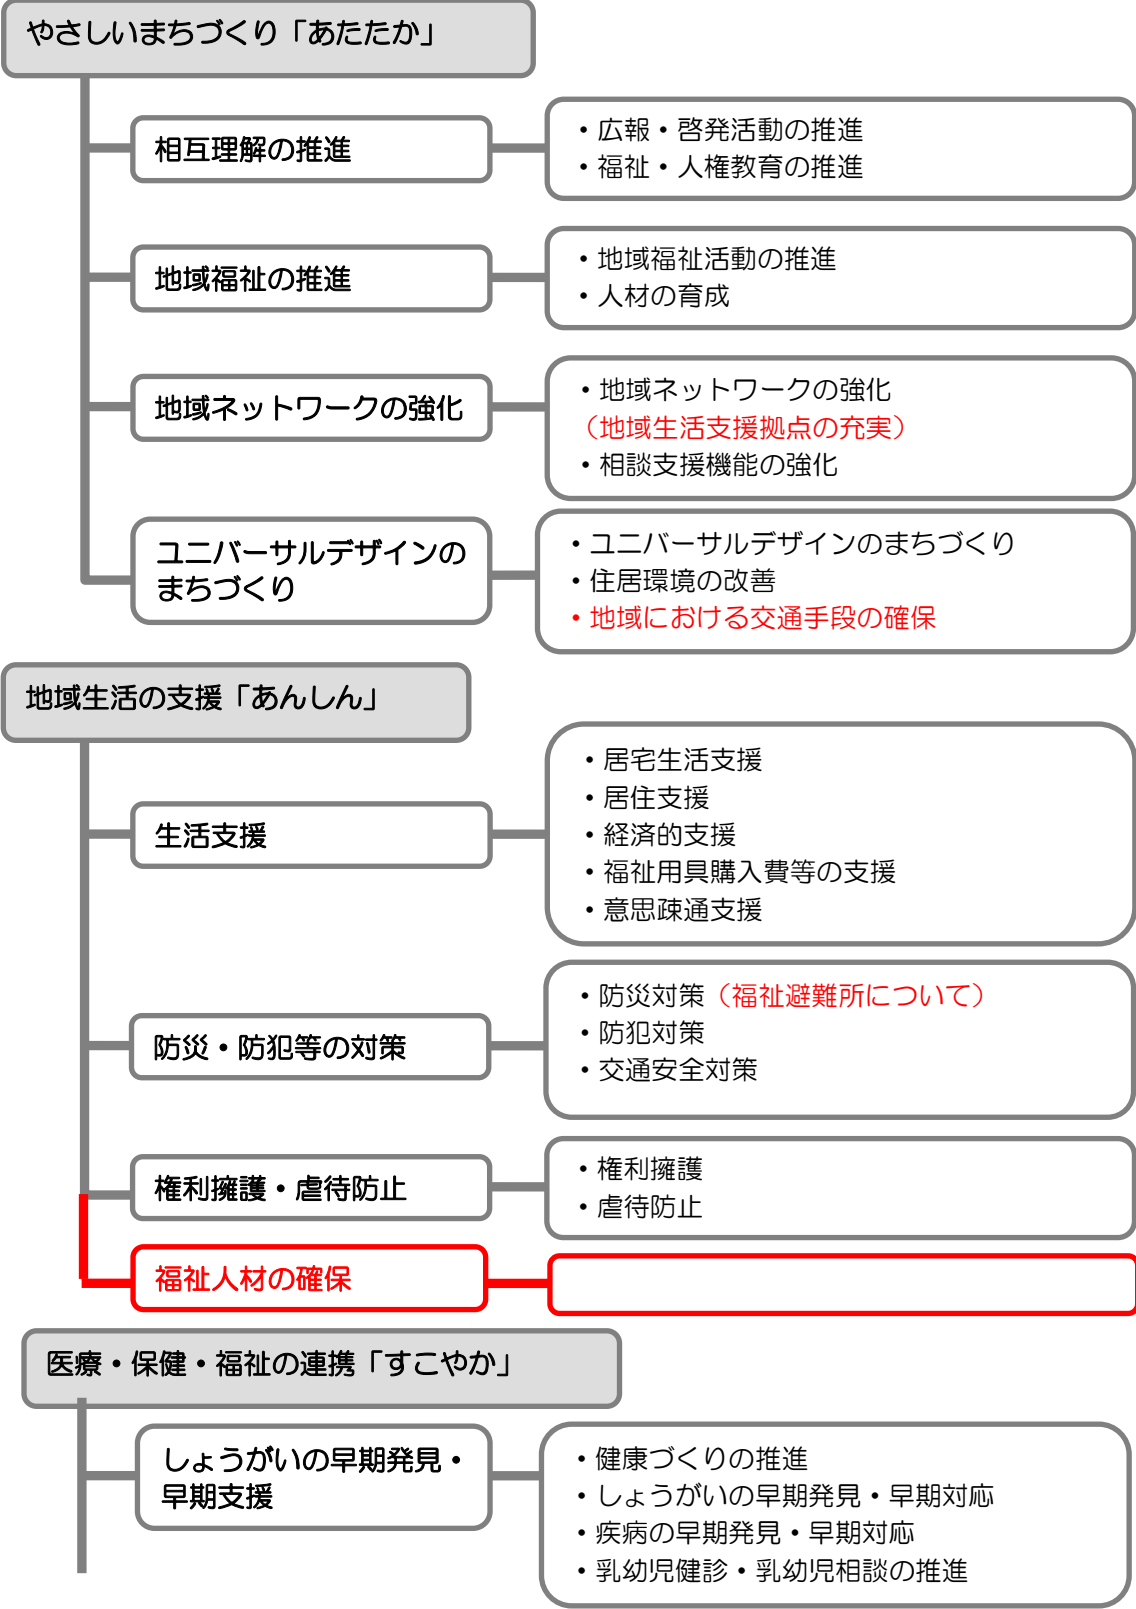 やさしいまちづくり「あたたか」
相互理解の推進
・広報・啓発活動の推進
・福祉・人権教育の推進
地域福祉の推進
・地域福祉活動の推進
・人材の育成
地域ネットワークの強化
・地域ネットワークの強化
（地域生活支援拠点の充実）
・相談支援機能の強化
ユニバーサルデザインの
まちづくり
・ユニバーサルデザインのまちづくり
・住居環境の改善
・地域における交通手段の確保
地域生活の支援「あんしん」
生活支援
・居宅生活支援
・居住支援
・経済的支援
・福祉用具購入費等の支援
・意思疎通支援
防災・防犯等の対策
・防災対策（福祉避難所について）
・防犯対策
・交通安全対策
権利擁護・虐待防止
・権利擁護
・虐待防止
福祉人材の確保
医療・保健・福祉の連携「すこやか」
しょうがいの早期発見・
早期支援
・健康づくりの推進
・しょうがいの早期発見・早期対応
・疾病の早期発見・早期対応
・乳幼児健診・乳幼児相談の推進